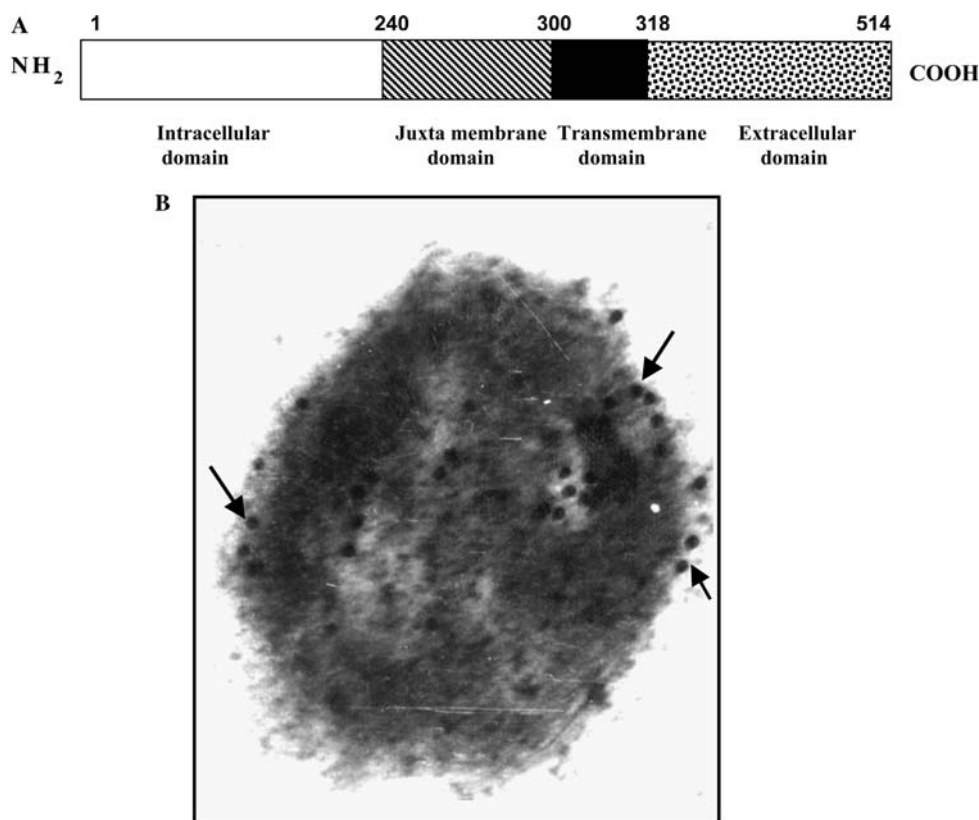 A
1 240 300 318 514
NH2 COOH
Intracellular Juxta membrane Transmembrane Extracellular
domain domain domain domain
B